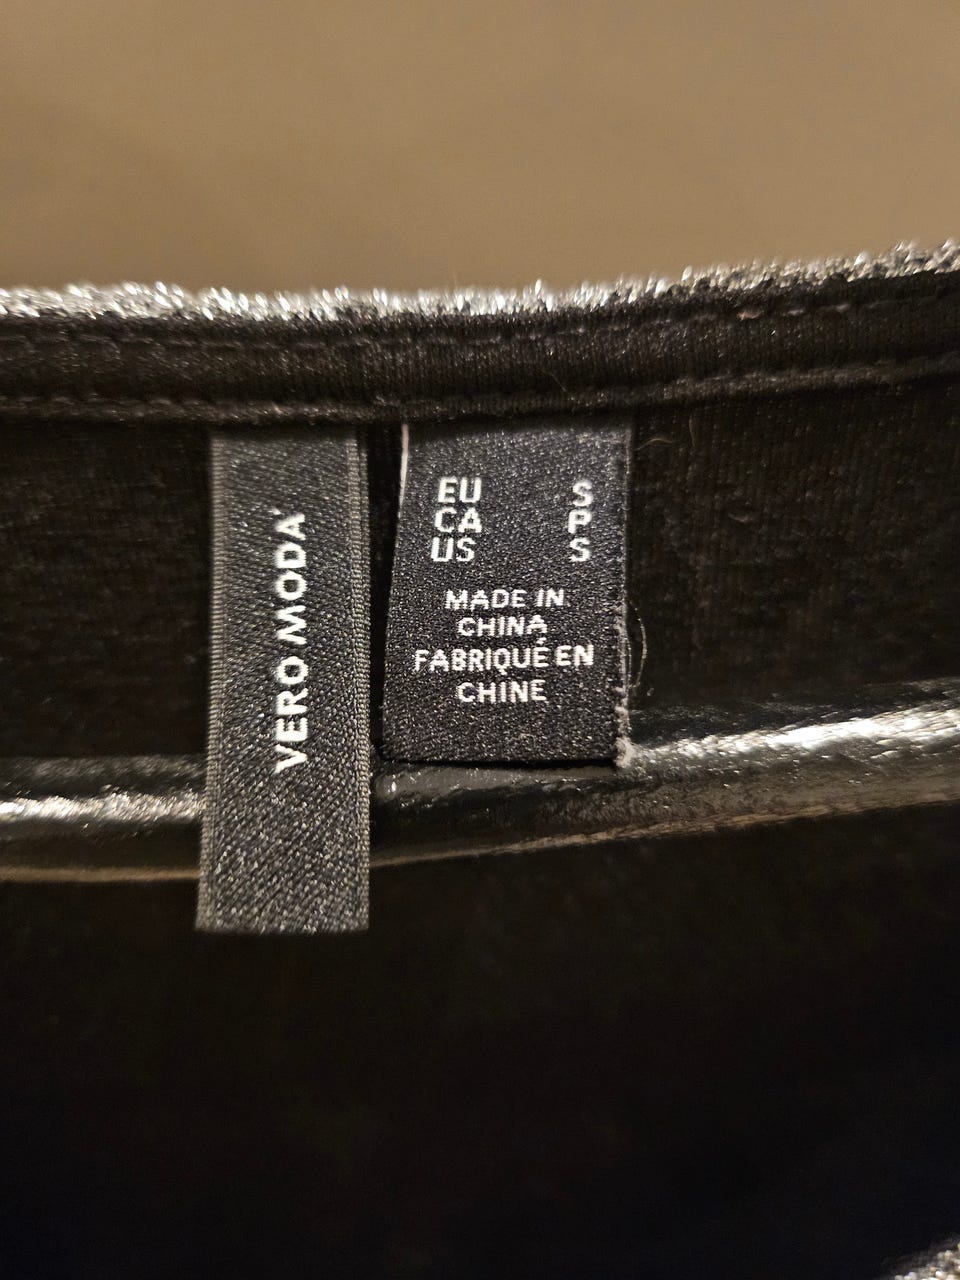 VERO MODA
EU S
CA P
US S
MADE IN
CHINA
FABRIQUÉ EN
CHINE